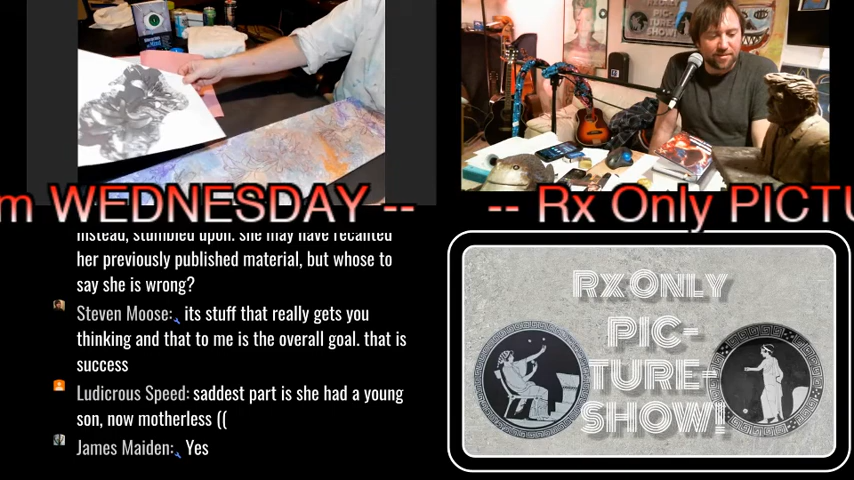 m WEDNESDAY --
-- Rx Only PICTU
instead, stumbled upon. she may have recanted
her previously published material, but whose to
say she is wrong?
Steven Moose: its stuff that really gets you
thinking and that to me is the overall goal. that is
success
Ludicrous Speed: saddest part is she had a young
son, now motherless ((
James Maiden: Yes
RX ONLY
PIC-
TURE-
SHOW!